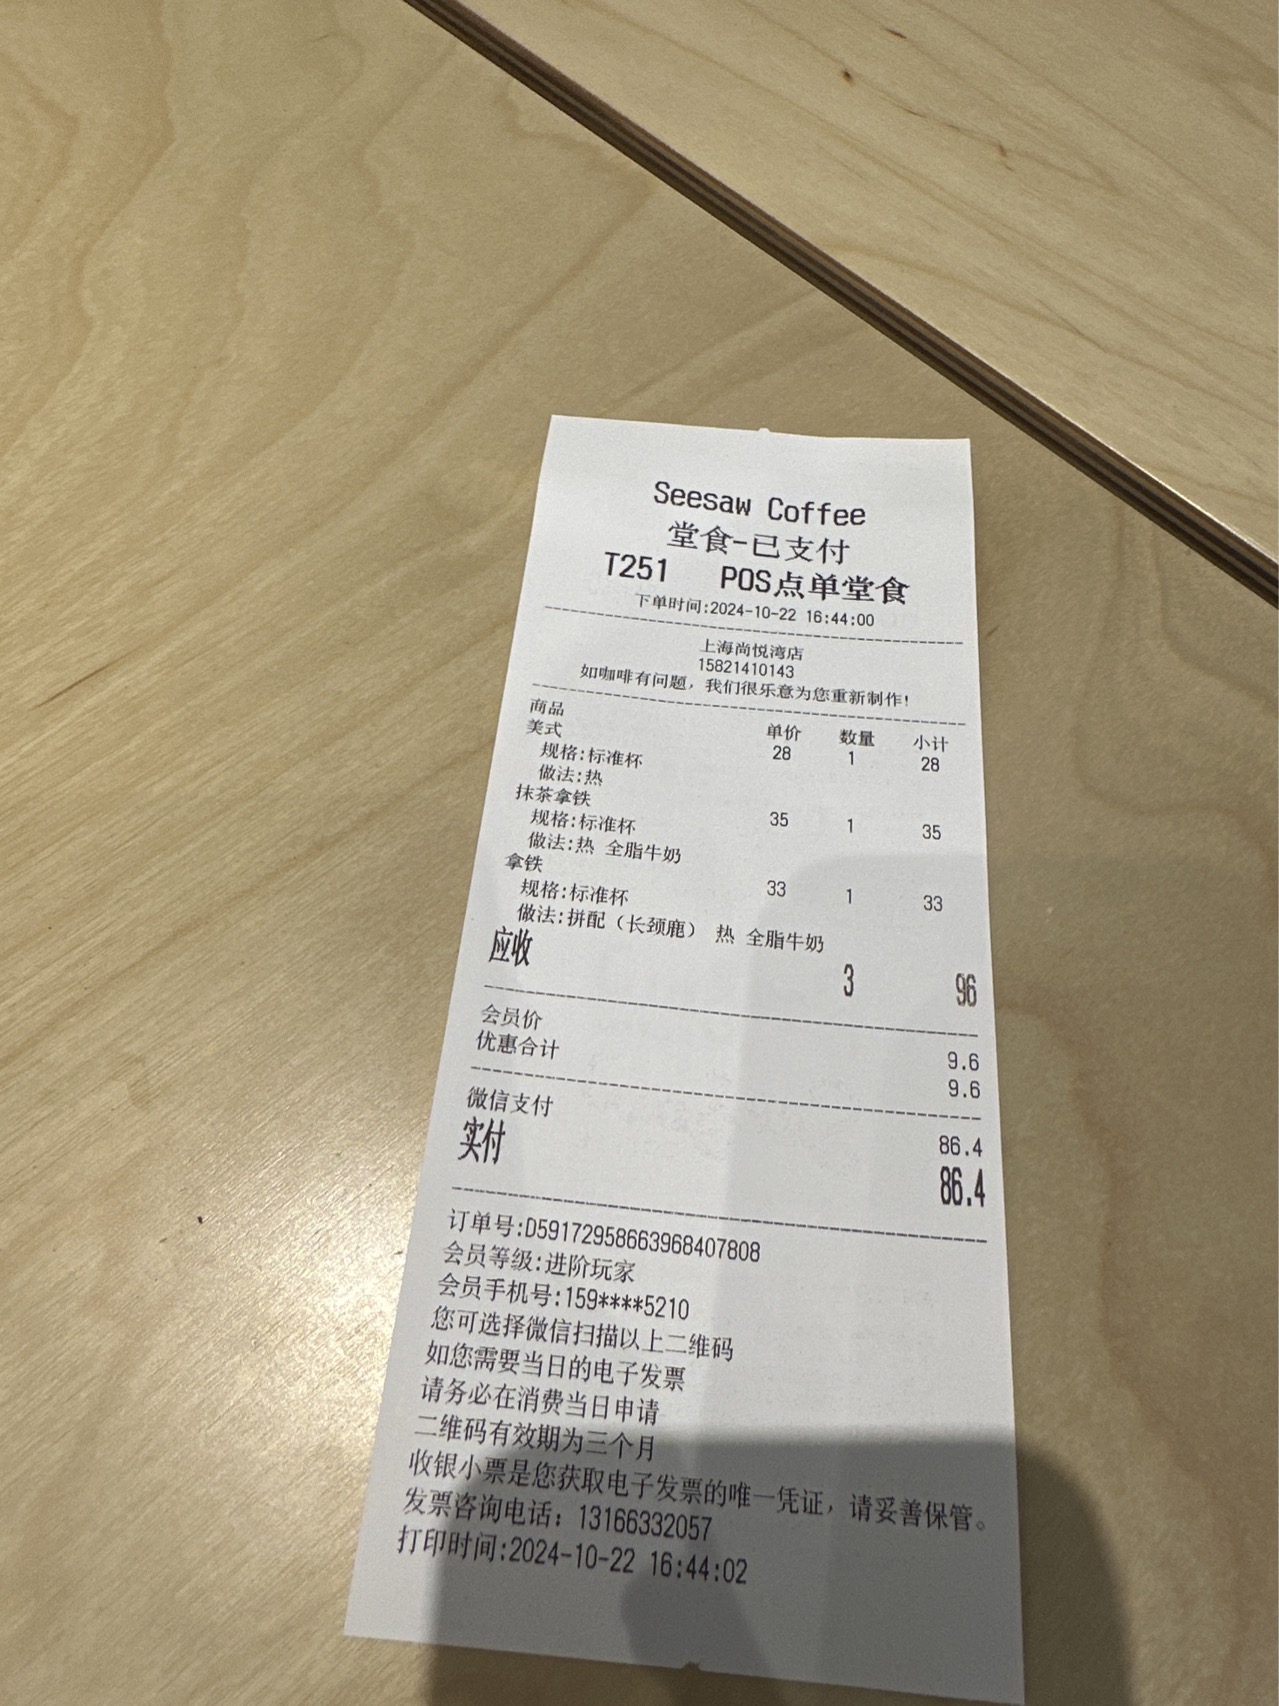 Seesaw Coffee
堂食-已支付
T251 POS点单堂食
下单时间:2024-10-22 16:44:00
上海尚悦湾店
15821410143
如咖啡有问题，我们很乐意为您重新制作!
商品 单价 数量 小计
美式 28 1 28
规格:标准杯
做法:热
抹茶拿铁 35 1 35
规格:标准杯
做法:热 全脂牛奶
拿铁 33 1 33
规格:标准杯
做法:拼配（长颈鹿） 热 全脂牛奶
应收 3 96
会员价 9.6
优惠合计 9.6
微信支付 86.4
实付 86.4
订单号:D59172958663968407808
会员等级:进阶玩家
会员手机号:159****5210
您可选择微信扫描以上二维码
如您需要当日的电子发票
请务必在消费当日申请
二维码有效期为三个月
收银小票是您获取电子发票的唯一凭证，请妥善保管。
发票咨询电话：13166332057
打印时间:2024-10-22 16:44:02